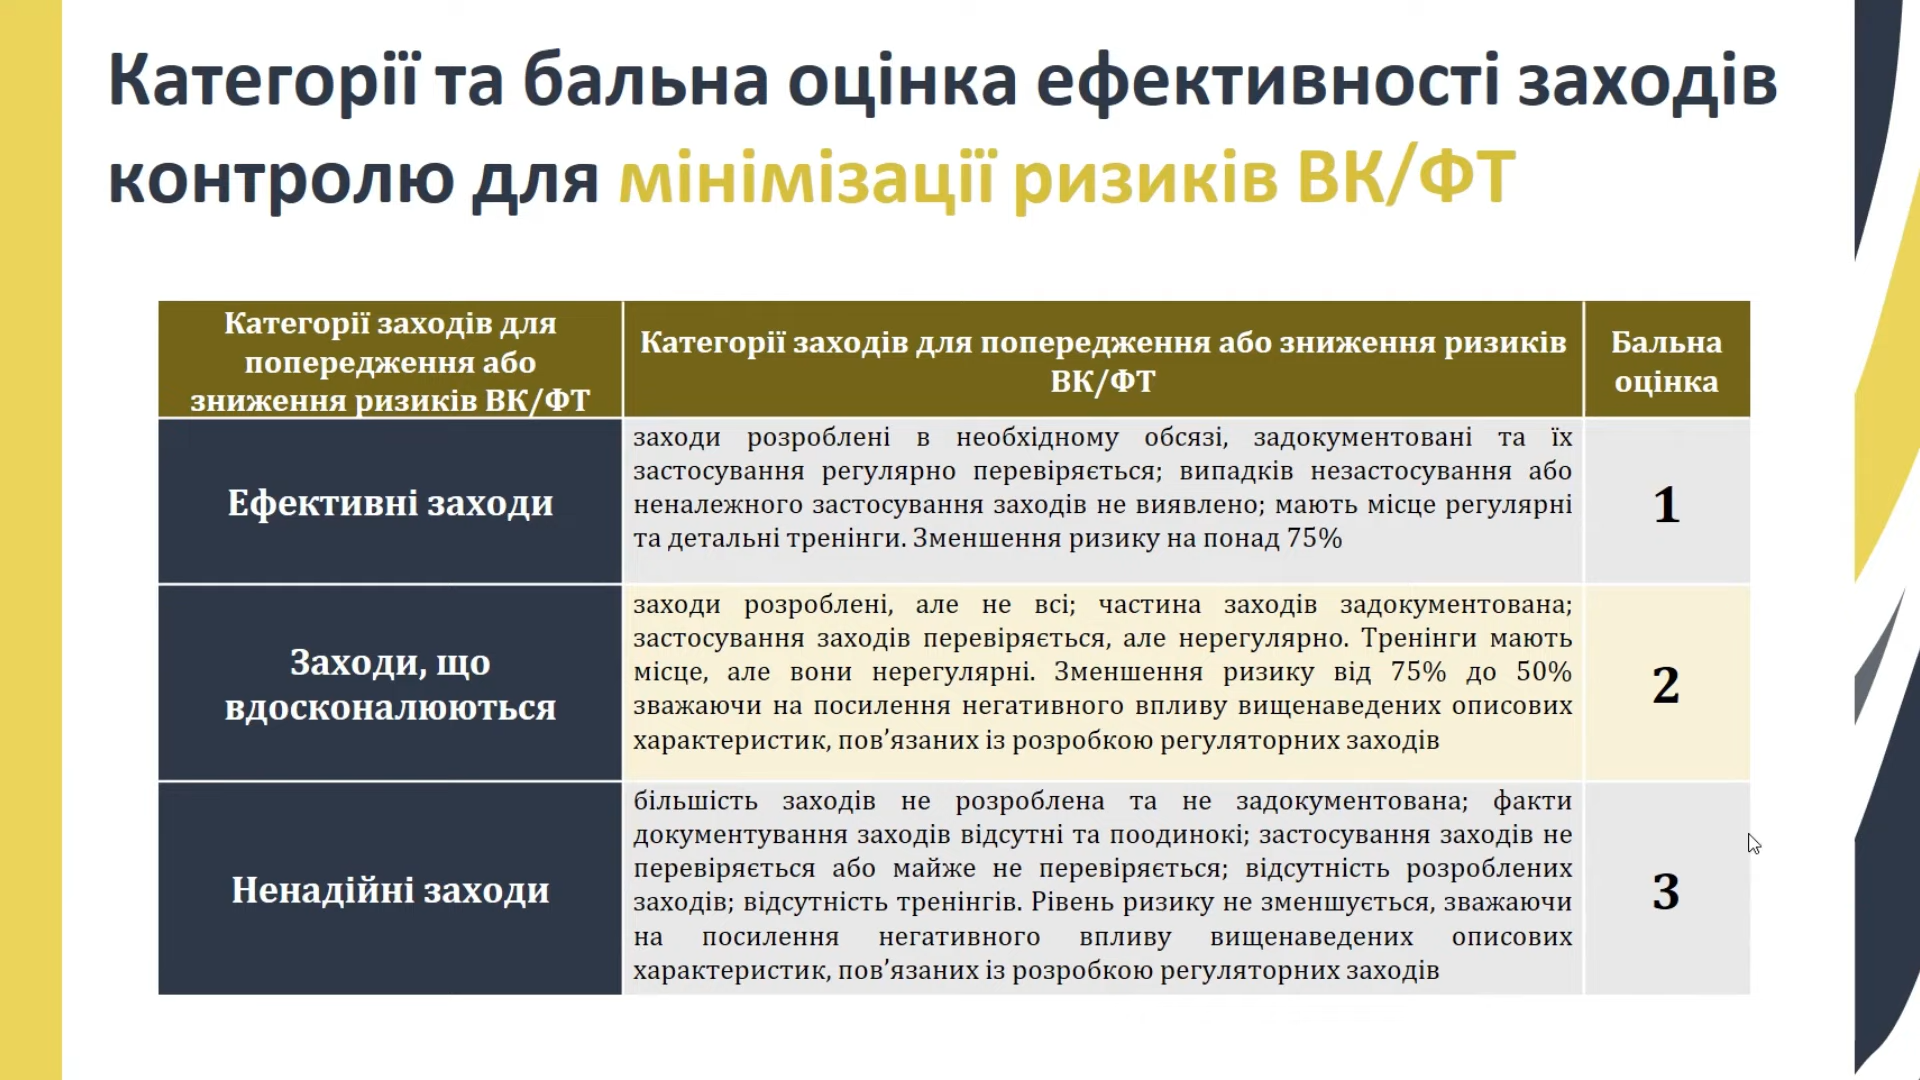 Категорії та бальна оцінка ефективності заходів
контролю для мінімізації ризиків ВК/ФТ
Категорії заходів для
попередження або
зниження ризиків ВК/ФТ
Категорії заходів для попередження або зниження ризиків
ВК/ФТ
Бальна
оцінка
Ефективні заходи
заходи розроблені в необхідному обсязі, задокументовані та їх
застосування регулярно перевіряється; випадків незастосування або
неналежного застосування заходів не виявлено; мають місце регулярні
та детальні тренінги. Зменшення ризику на понад 75%
1
Заходи, що
вдосконалюються
заходи розроблені, але не всі; частина заходів задокументована;
застосування заходів перевіряється, але нерегулярно. Тренінги мають
місце, але вони нерегулярні. Зменшення ризику від 75% до 50%
зважаючи на посилення негативного впливу вищенаведених описових
характеристик, пов’язаних із розробкою регуляторних заходів
2
Ненадійні заходи
більшість заходів не розроблена та не задокументована; факти
документування заходів відсутні та поодинокі; застосування заходів не
перевіряється або майже не перевіряється; відсутність розроблених
заходів; відсутність тренінгів. Рівень ризику не зменшується, зважаючи
на посилення негативного впливу вищенаведених описових
характеристик, пов’язаних із розробкою регуляторних заходів
3